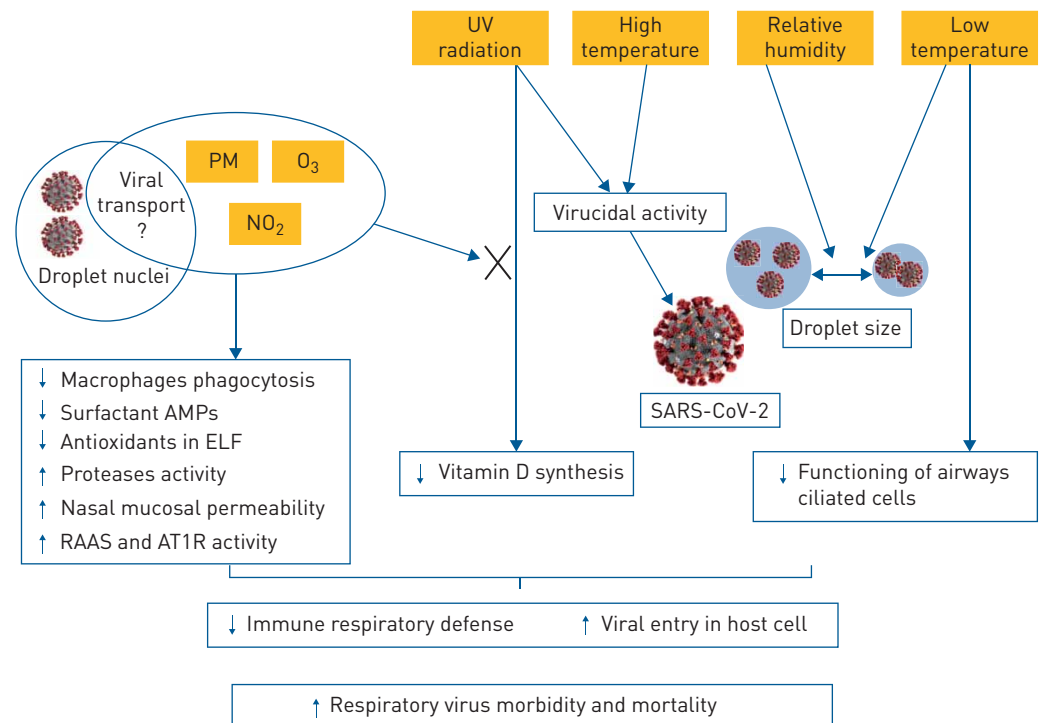 UV
radiation
High
temperature
Relative
humidity
Low
temperature
PM
O₃
NO₂
Viral
transport
?
Droplet nuclei
Virucidal activity
Droplet size
SARS-CoV-2
↓ Macrophages phagocytosis
↓ Surfactant AMPs
↓ Antioxidants in ELF
↑ Proteases activity
↑ Nasal mucosal permeability
↑ RAAS and AT1R activity
↓ Vitamin D synthesis
↓ Functioning of airways
ciliated cells
↓ Immune respiratory defense ↑ Viral entry in host cell
↑ Respiratory virus morbidity and mortality